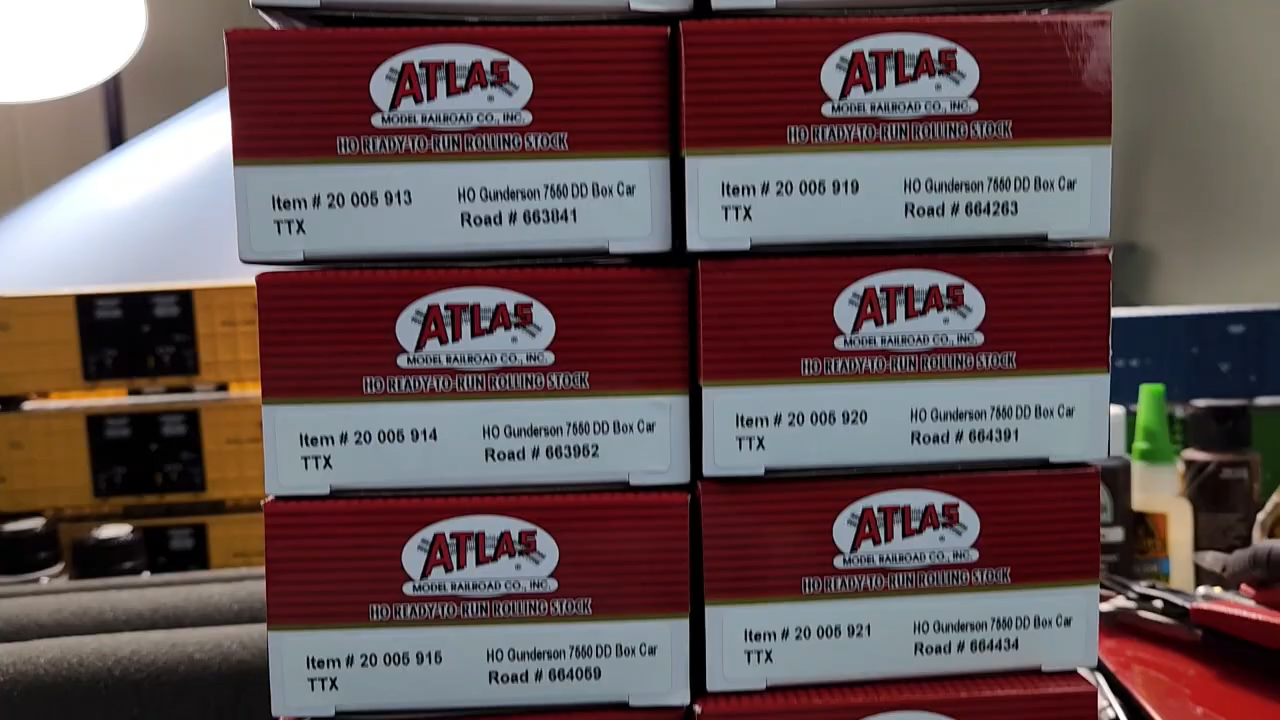 ATLAS
MODEL RAILROAD CO., INC.
HO READY-TO-RUN ROLLING STOCK
Item # 20 005 913
TTX
HO Gunderson 7550 DD Box Car
Road # 663841
ATLAS
MODEL RAILROAD CO., INC.
HO READY-TO-RUN ROLLING STOCK
Item # 20 005 919
TTX
HO Gunderson 7550 DD Box Car
Road # 664263
ATLAS
MODEL RAILROAD CO., INC.
HO READY-TO-RUN ROLLING STOCK
Item # 20 005 914
TTX
HO Gunderson 7550 DD Box Car
Road # 663952
ATLAS
MODEL RAILROAD CO., INC.
HO READY-TO-RUN ROLLING STOCK
Item # 20 005 920
TTX
HO Gunderson 7550 DD Box Car
Road # 664391
ATLAS
MODEL RAILROAD CO., INC.
HO READY-TO-RUN ROLLING STOCK
Item # 20 005 915
TTX
HO Gunderson 7550 DD Box Car
Road # 664059
ATLAS
MODEL RAILROAD CO., INC.
HO READY-TO-RUN ROLLING STOCK
Item # 20 005 921
TTX
HO Gunderson 7550 DD Box Car
Road # 664434